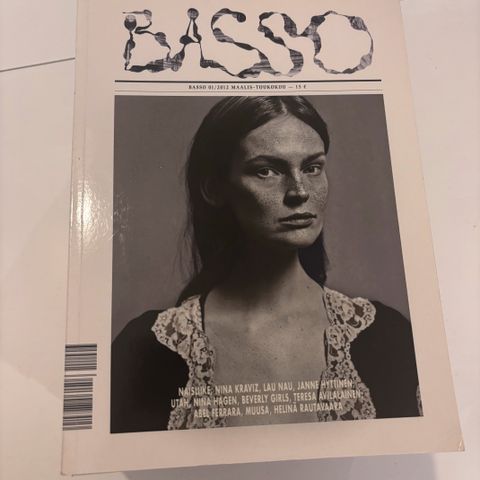 BASSO
BASSO 01/2012 MAALIS-TOUKOKUU — 15 €
NAISLIIKE, NINA KRAVIZ, LAU NAU, JANNE HYTTINEN,
UTAH, NINA HAGEN, BEVERLY GIRLS, TERESA AVILALAINEN,
ABEL FERRARA, MUUSA, HELINÄ RAUTAVAARA